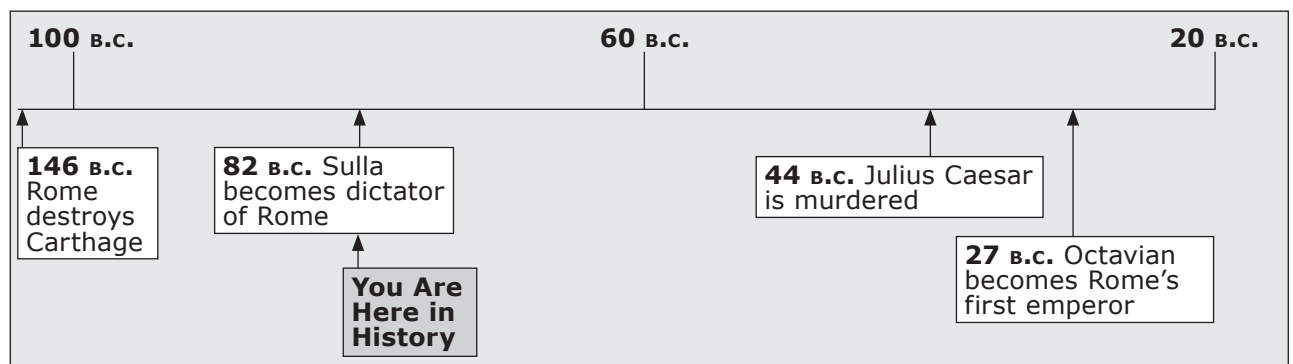 100 B.C.
60 B.C.
20 B.C.
146 B.C.
Rome
destroys
Carthage
82 B.C. Sulla
becomes dictator
of Rome
44 B.C. Julius Caesar
is murdered
27 B.C. Octavian
becomes Rome’s
first emperor
You Are
Here in
History